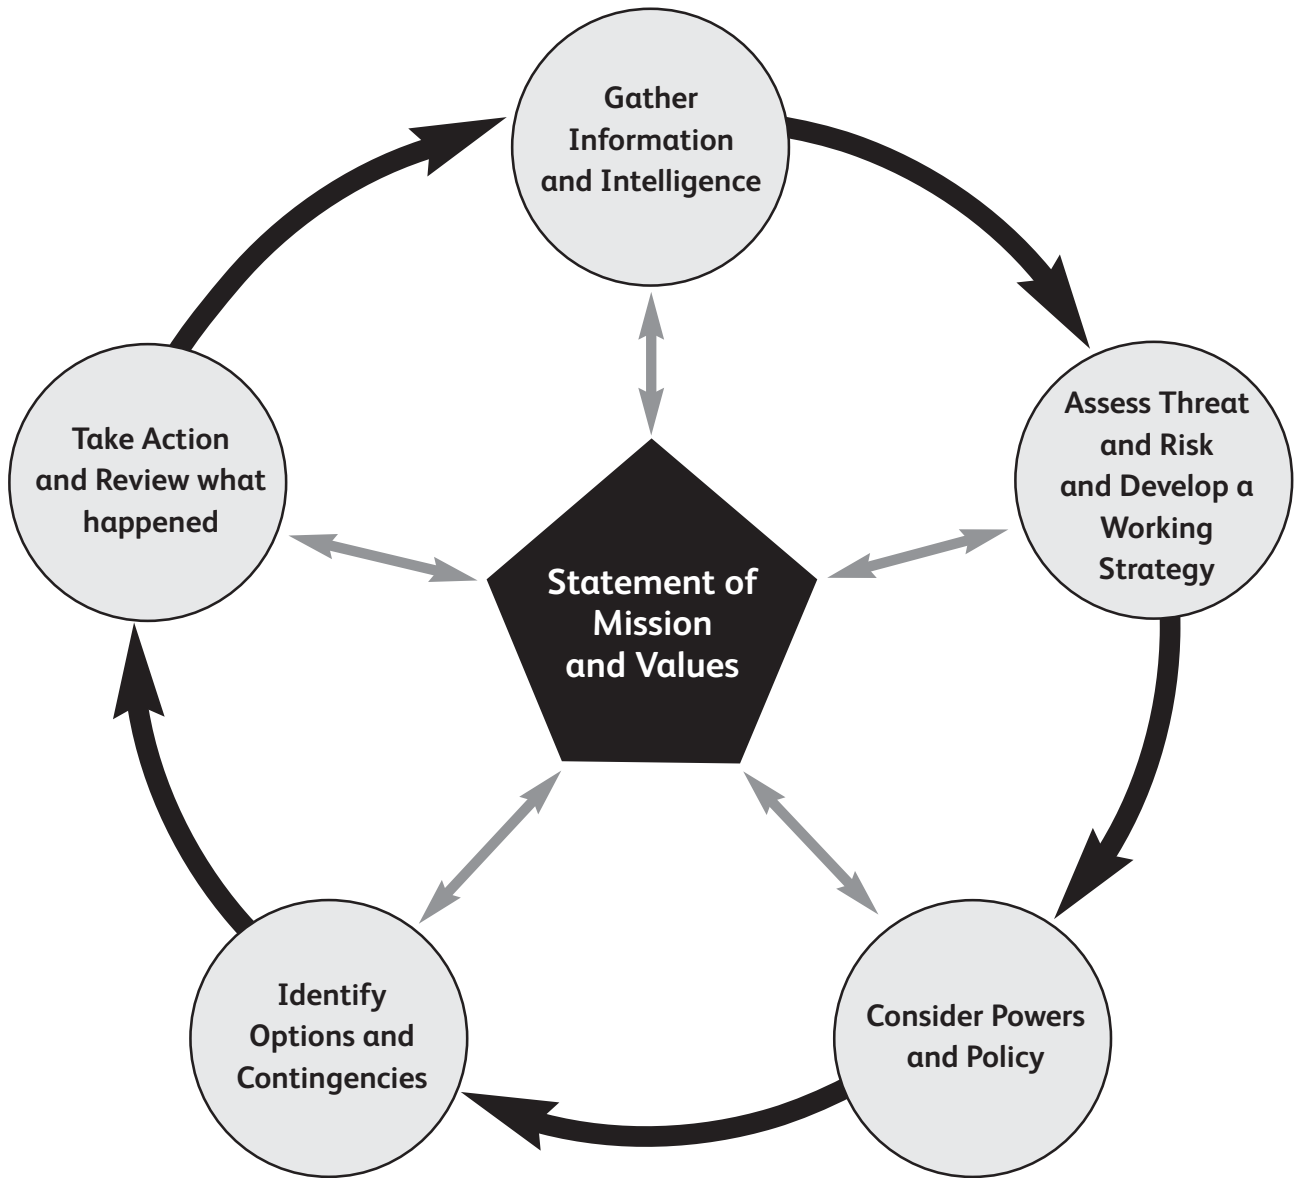 Gather
Information
and Intelligence
Assess Threat
and Risk
and Develop a
Working
Strategy
Take Action
and Review what
happened
Statement of
Mission
and Values
Identify
Options and
Contingencies
Consider Powers
and Policy